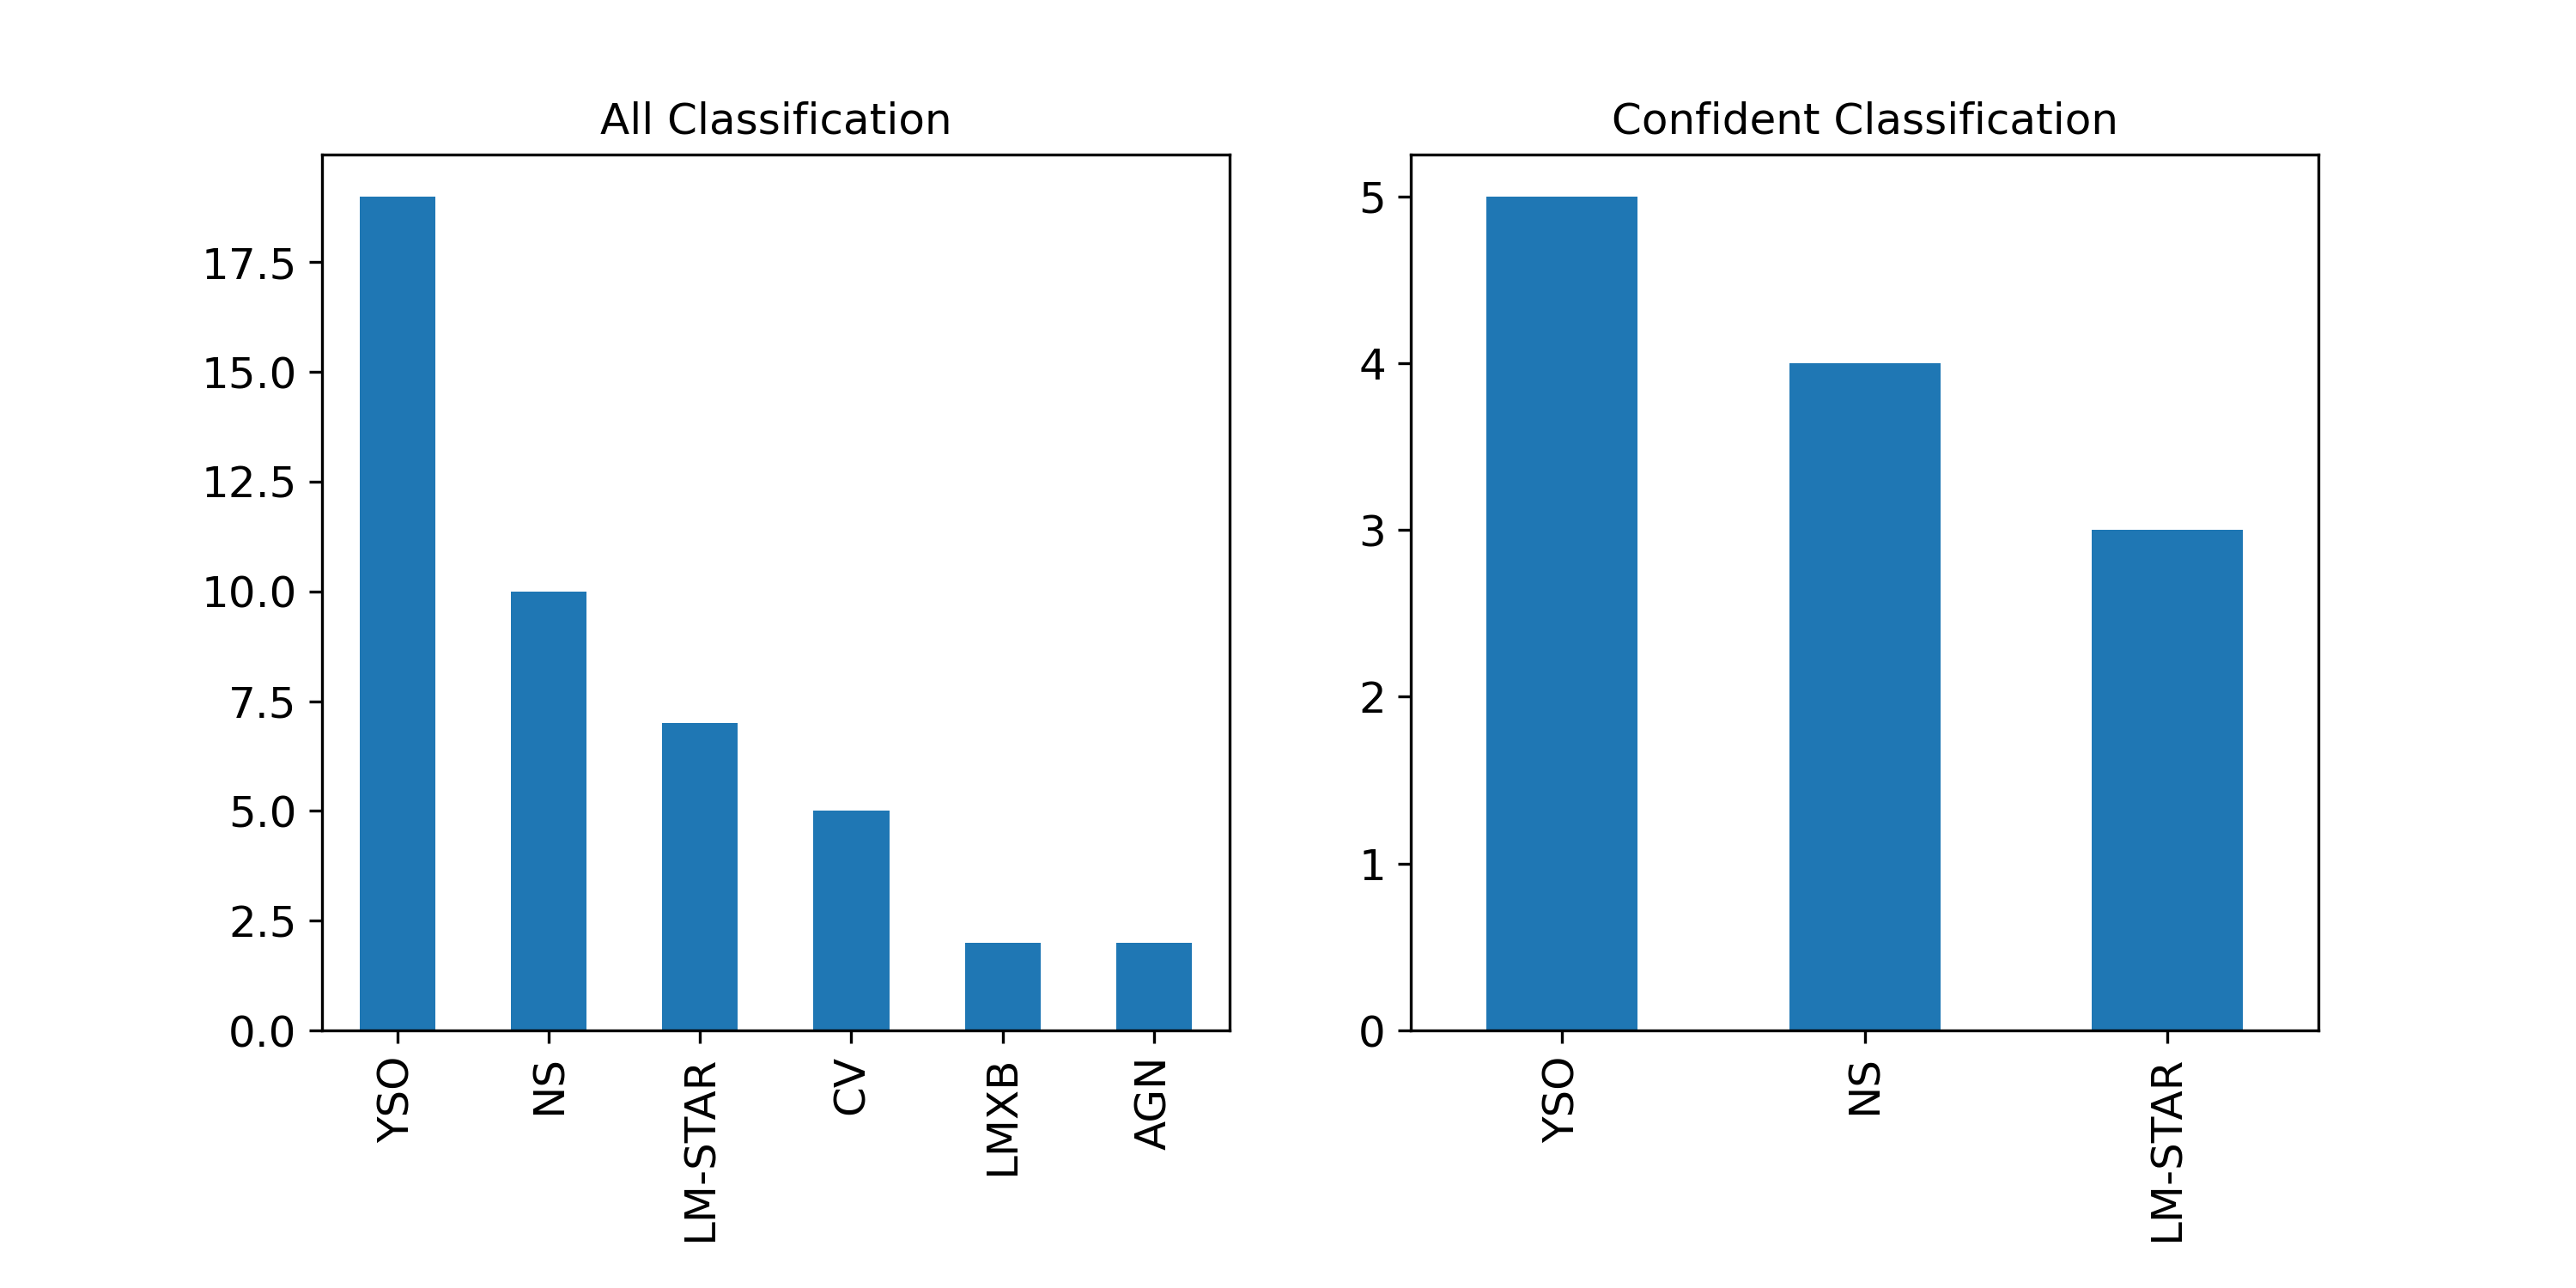 All Classification
17.5
15.0
12.5
10.0
7.5
5.0
2.5
0.0
YSO
NS
LM-STAR
CV
LMXB
AGN
Confident Classification
5
4
3
2
1
0
YSO
NS
LM-STAR